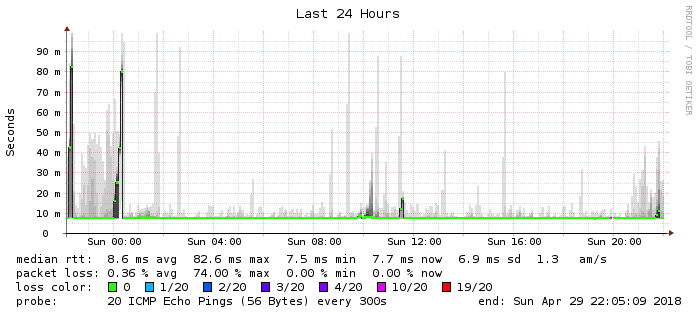 Last 24 Hours
RRDTOOL / TOBI OETIKER
Seconds
90 m
80 m
70 m
60 m
50 m
40 m
30 m
20 m
10 m
0
Sun 00:00 Sun 04:00 Sun 08:00 Sun 12:00 Sun 16:00 Sun 20:00
median rtt: 8.6 ms avg 82.6 ms max 7.5 ms min 7.7 ms now 6.9 ms sd 1.3 am/s
packet loss: 0.36 % avg 74.00 % max 0.00 % min 0.00 % now
loss color: 0 1/20 2/20 3/20 4/20 10/20 19/20
probe: 20 ICMP Echo Pings (56 Bytes) every 300s end: Sun Apr 29 22:05:09 2018